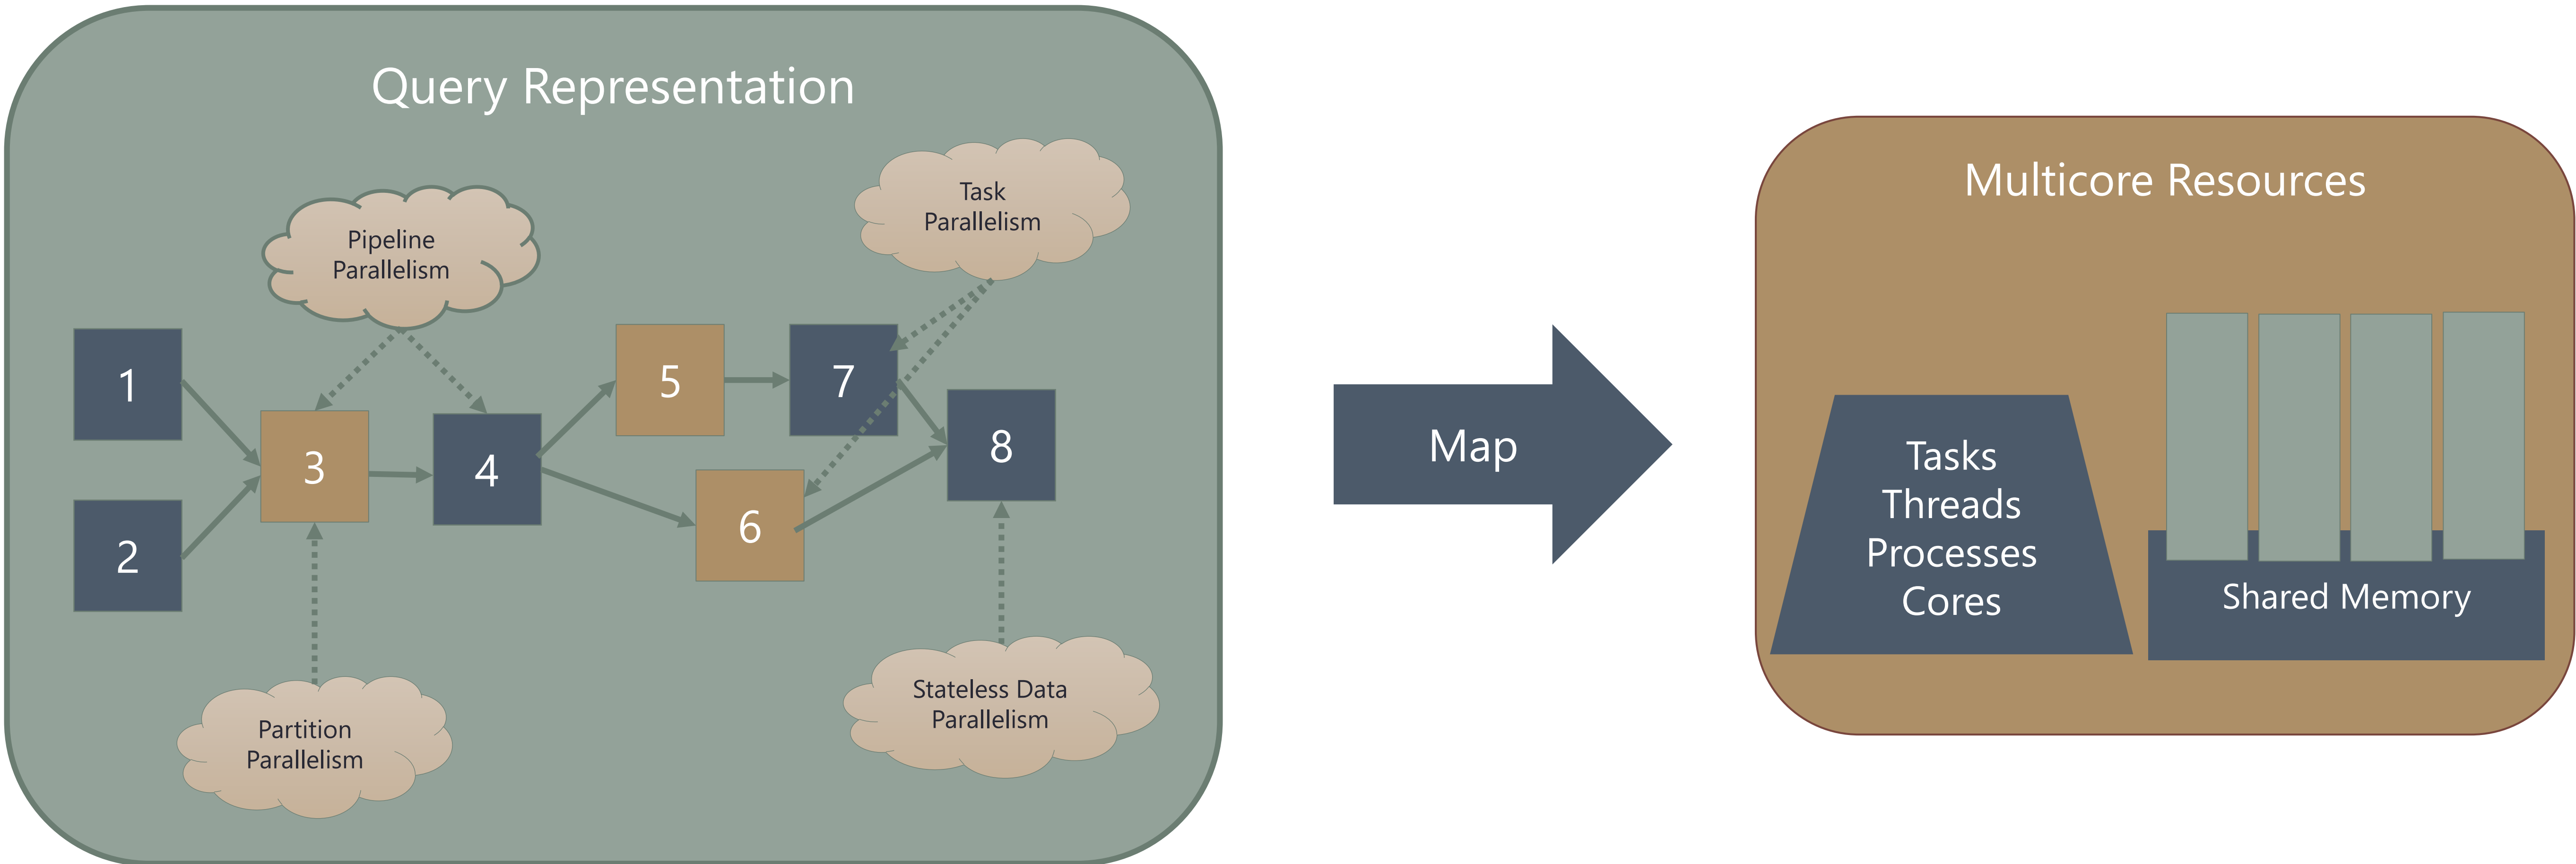 Query Representation
Pipeline
Parallelism
Task
Parallelism
1
2
3
4
5
6
7
8
Partition
Parallelism
Stateless Data
Parallelism
Map
Multicore Resources
Tasks
Threads
Processes
Cores
Shared Memory